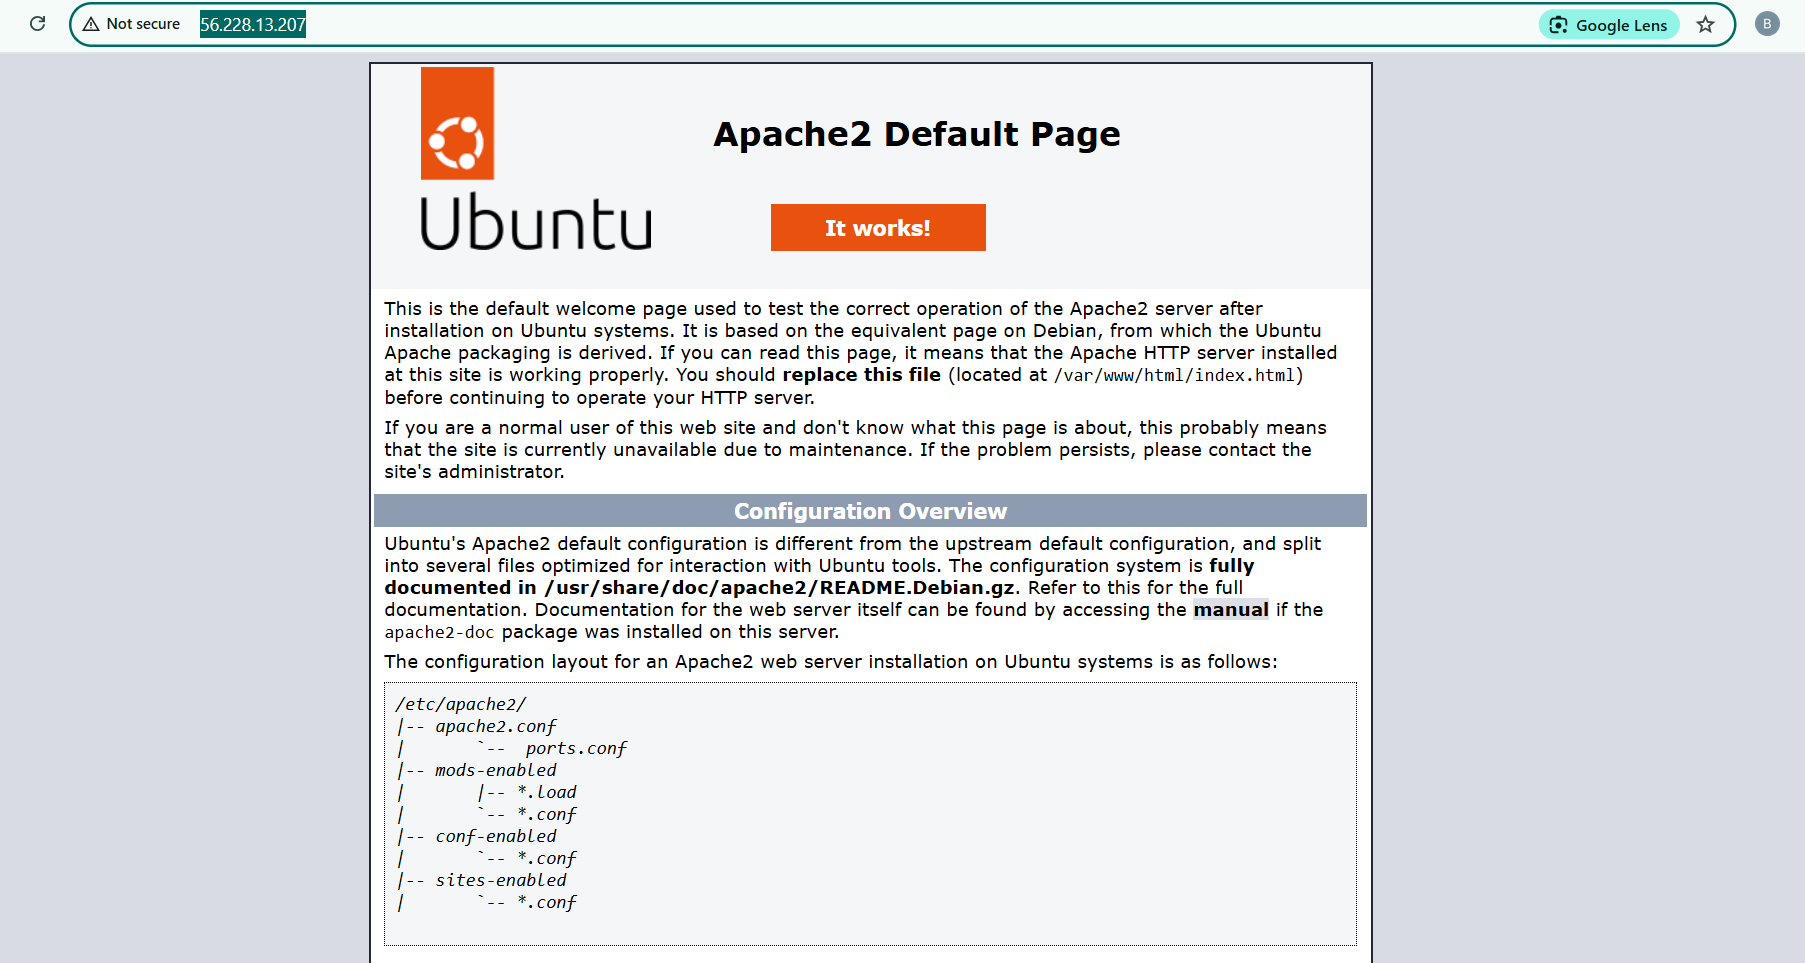 Not secure
56.228.13.207
Google Lens
B
Apache2 Default Page
Ubuntu
It works!
This is the default welcome page used to test the correct operation of the Apache2 server after
installation on Ubuntu systems. It is based on the equivalent page on Debian, from which the Ubuntu
Apache packaging is derived. If you can read this page, it means that the Apache HTTP server installed
at this site is working properly. You should replace this file (located at /var/www/html/index.html)
before continuing to operate your HTTP server.
If you are a normal user of this web site and don't know what this page is about, this probably means
that the site is currently unavailable due to maintenance. If the problem persists, please contact the
site's administrator.
Configuration Overview
Ubuntu's Apache2 default configuration is different from the upstream default configuration, and split
into several files optimized for interaction with Ubuntu tools. The configuration system is fully
documented in /usr/share/doc/apache2/README.Debian.gz. Refer to this for the full
documentation. Documentation for the web server itself can be found by accessing the manual if the
apache2-doc package was installed on this server.
The configuration layout for an Apache2 web server installation on Ubuntu systems is as follows:
/etc/apache2/
|-- apache2.conf
|       `--  ports.conf
|-- mods-enabled
|       |-- *.load
|       `-- *.conf
|-- conf-enabled
|       `-- *.conf
|-- sites-enabled
|       `-- *.conf